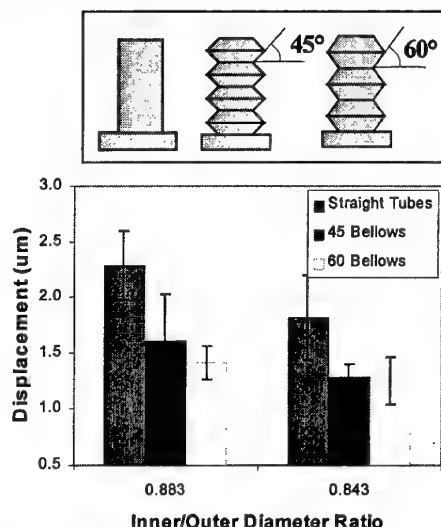 45°
60°
3.0
2.5
2.0
1.5
1.0
0.5
Displacement (um)
Straight Tubes
45 Bellows
60 Bellows
0.883
0.843
Inner/Outer Diameter Ratio